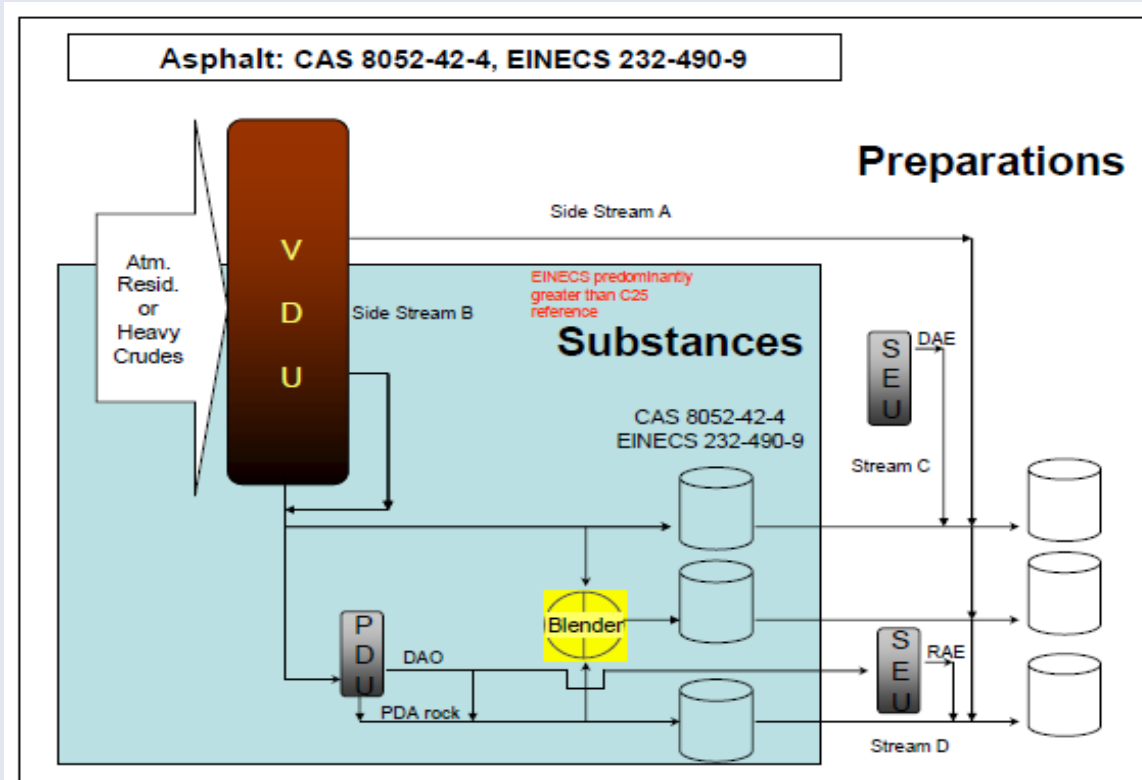 Asphalt: CAS 8052-42-4, EINECS 232-490-9
Preparations
Side Stream A
Atm.
Resid.
or
Heavy
Crudes
V
D
U
Side Stream B
EINECS predominantly
greater than C25
reference
Substances
CAS 8052-42-4
EINECS 232-490-9
S
E
U
DAE
Stream C
Blender
P
D
U
DAO
PDA rock
S
E
U
RAE
Stream D